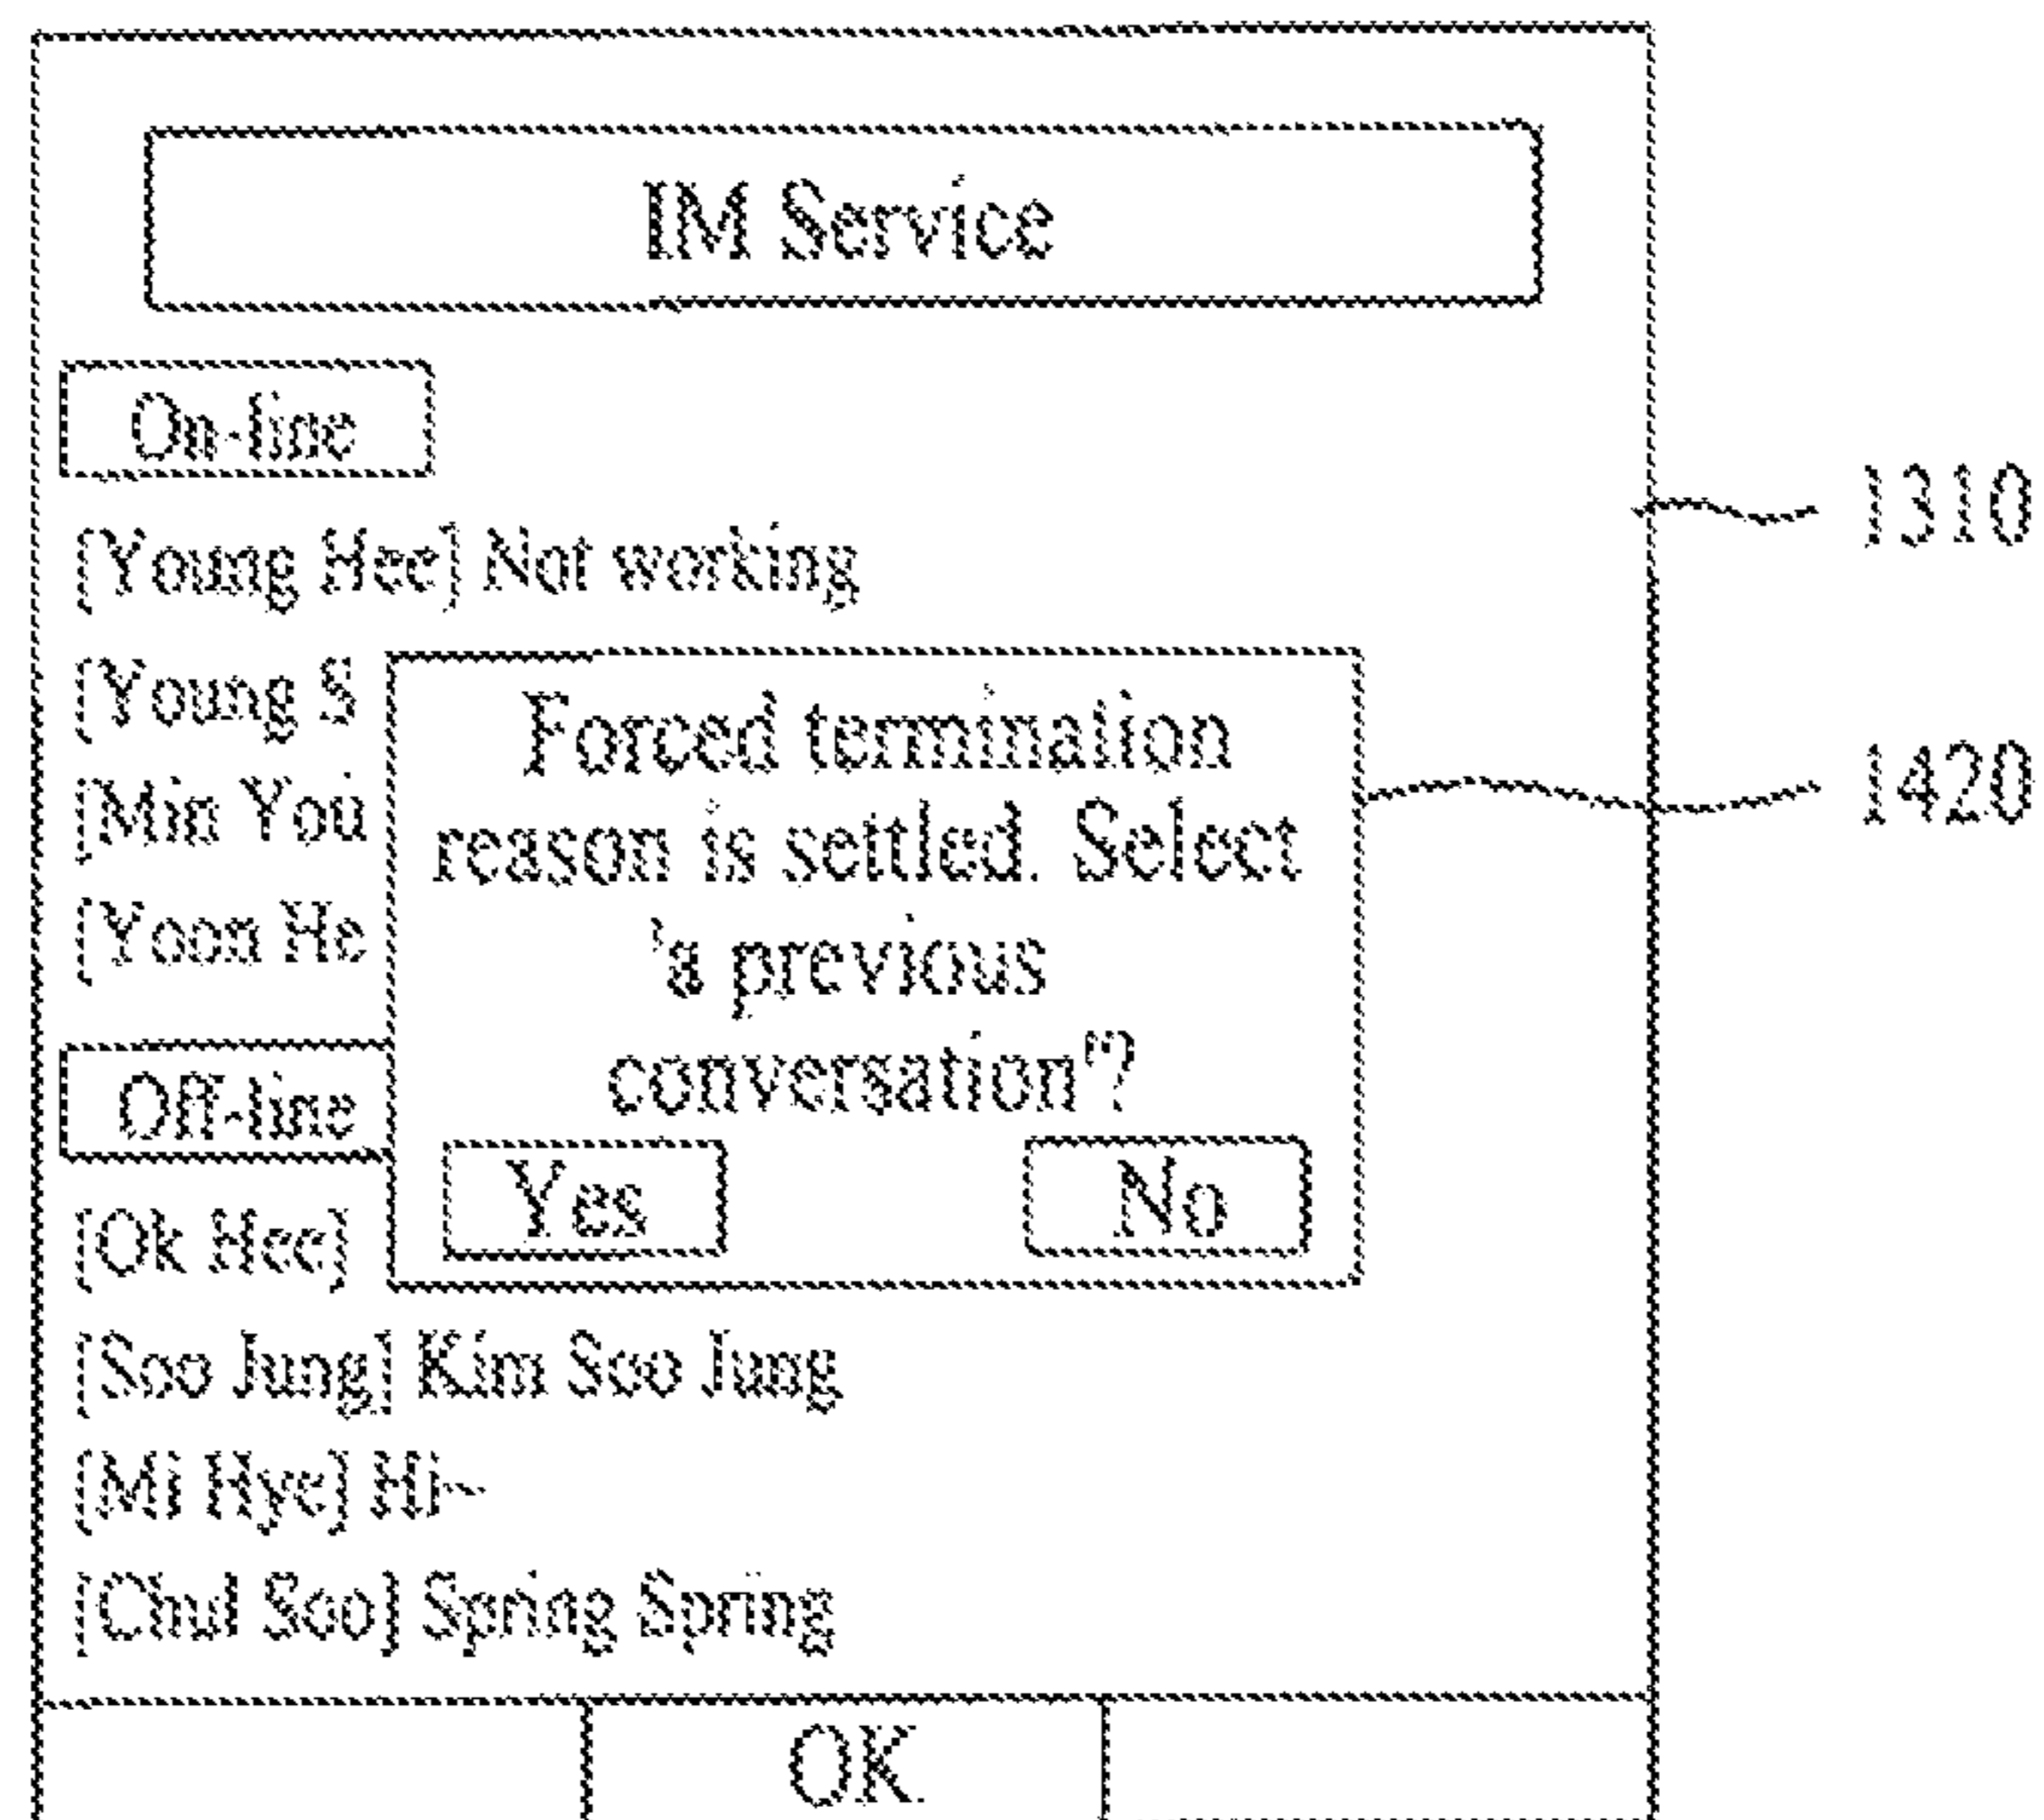 IM Service
On-line
[Young Hee] Not working
1310
[Young S
[Min You
[Yoon He
Forced termination
reason is settled. Select
'a previous
conversation"?
Yes
No
1420
Off-line
[Ok Hee]
[Soo Jung] Kim Soo Jung
[Mi Hye] Hi~
[Chul Soo] Spring Spring
OK